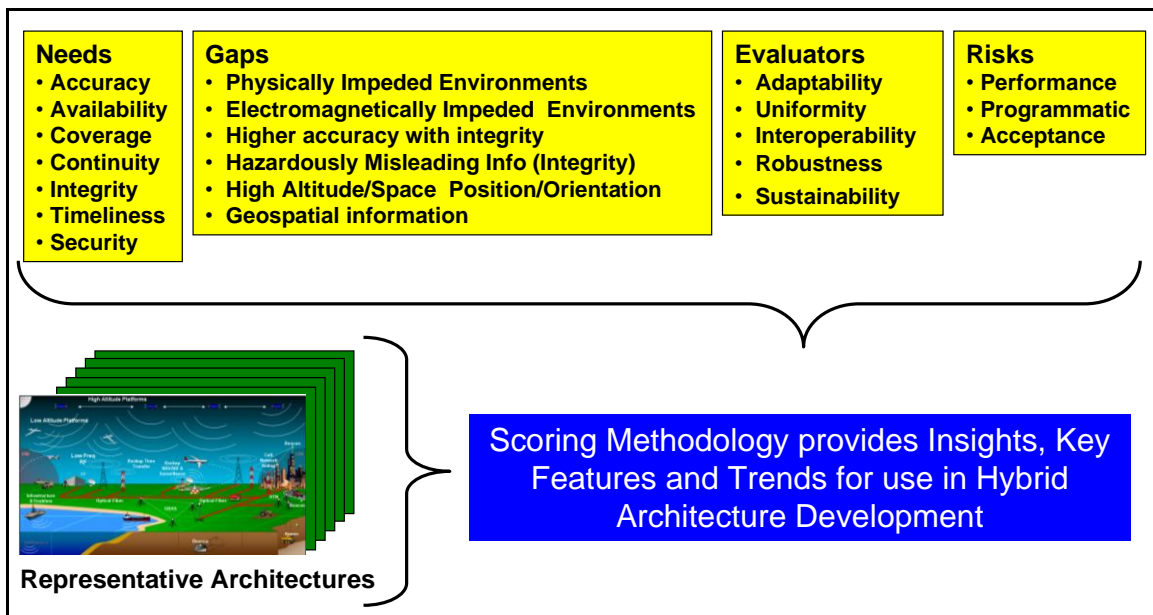 Needs
• Accuracy
• Availability
• Coverage
• Continuity
• Integrity
• Timeliness
• Security
Gaps
• Physically Impeded Environments
• Electromagnetically Impeded Environments
• Higher accuracy with integrity
• Hazardously Misleading Info (Integrity)
• High Altitude/Space Position/Orientation
• Geospatial information
Evaluators
• Adaptability
• Uniformity
• Interoperability
• Robustness
• Sustainability
Risks
• Performance
• Programmatic
• Acceptance
High Altitude Platforms
Low Altitude Platforms
Low Freq
Optical Fiber
Optical Fiber
Representative Architectures
Scoring Methodology provides Insights, Key
Features and Trends for use in Hybrid
Architecture Development